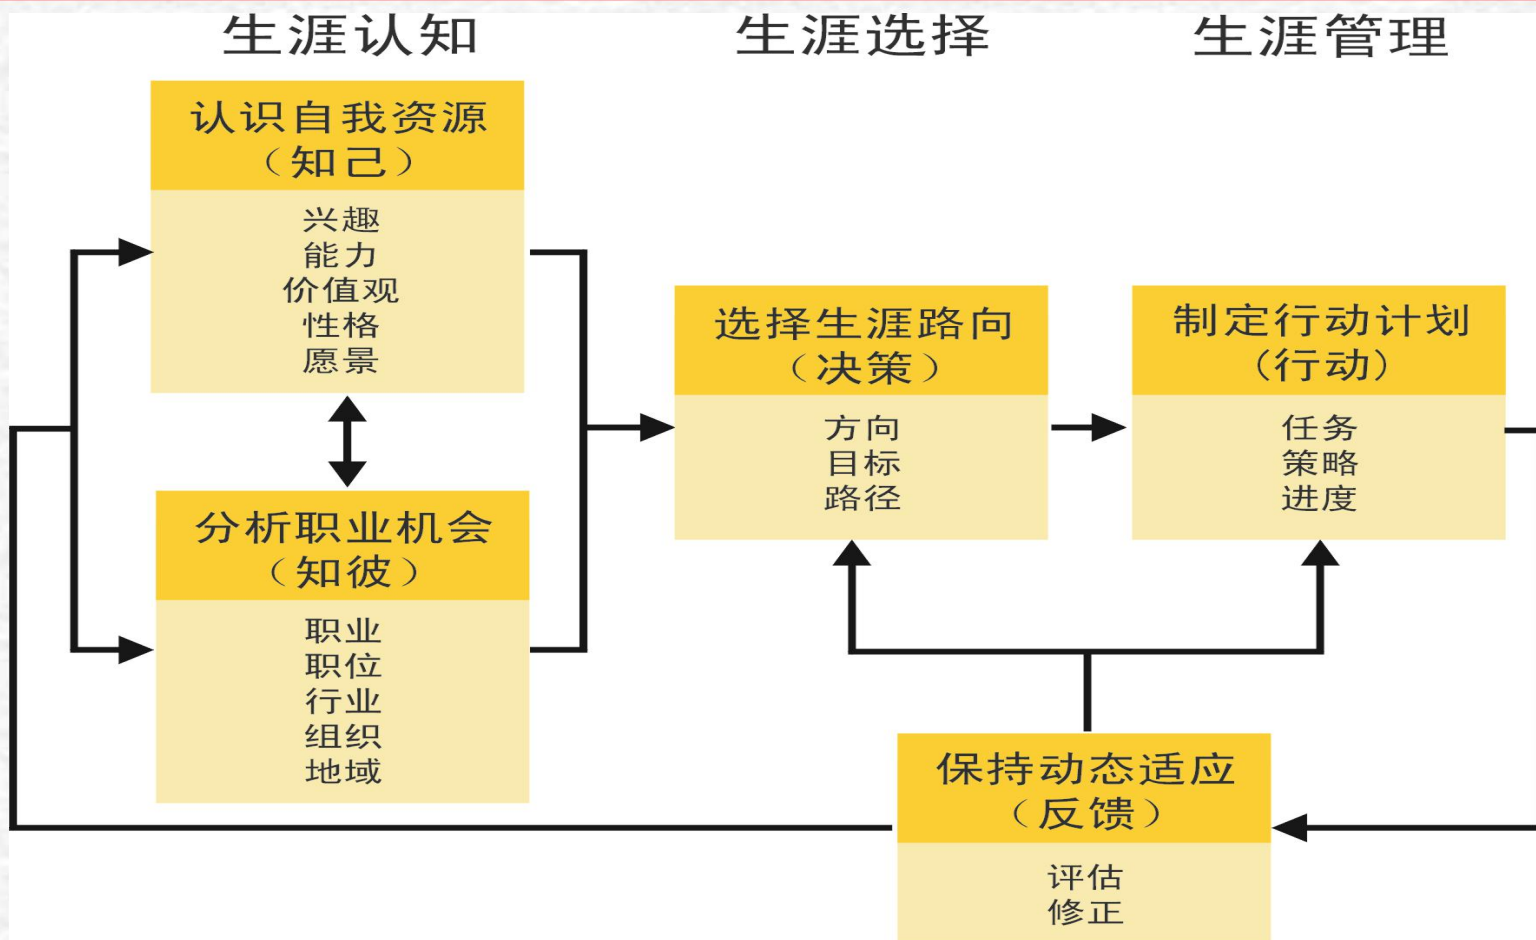 生涯认知
生涯选择
生涯管理
认识自我资源
（知己）
兴趣
能力
价值观
性格
愿景
分析职业机会
（知彼）
职业
职位
行业
组织
地域
选择生涯路向
（决策）
方向
目标
路径
制定行动计划
（行动）
任务
策略
进度
保持动态适应
（反馈）
评估
修正